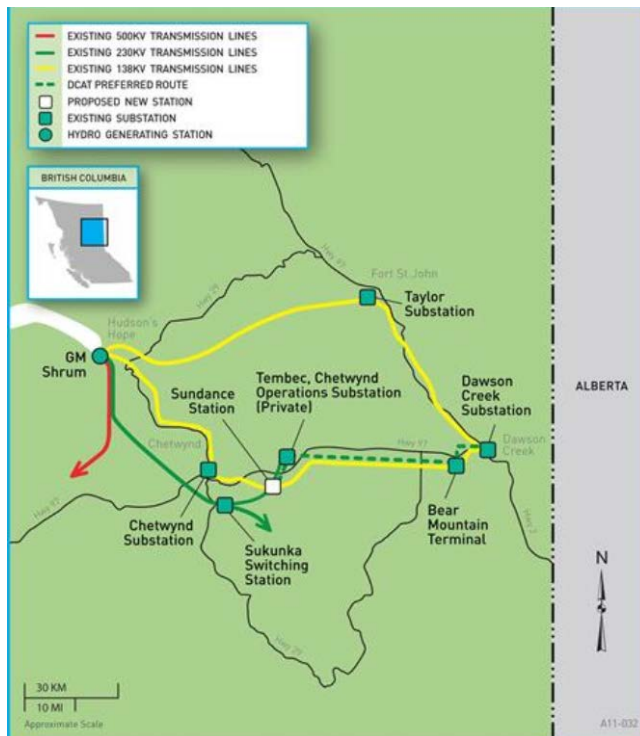 EXISTING 500KV TRANSMISSION LINES
EXISTING 230KV TRANSMISSION LINES
EXISTING 138KV TRANSMISSION LINES
DCAT PREFERRED ROUTE
PROPOSED NEW STATION
EXISTING SUBSTATION
HYDRO GENERATING STATION
BRITISH COLUMBIA
Hwy 97
Hwy 29
Fort St. John
Taylor
Substation
Hudson's
Hope
GM
Shrum
ALBERTA
Sundance
Station
Tembec, Chetwynd
Operations Substation
(Private)
Dawson
Creek
Substation
Chetwynd
Hwy 97
Dawson
Creek
Hwy 97
Chetwynd
Substation
Sukunka
Switching
Station
Bear
Mountain
Terminal
Hwy 2
Hwy 29
N
30 KM
10 MI
Approximate Scale
A11-032